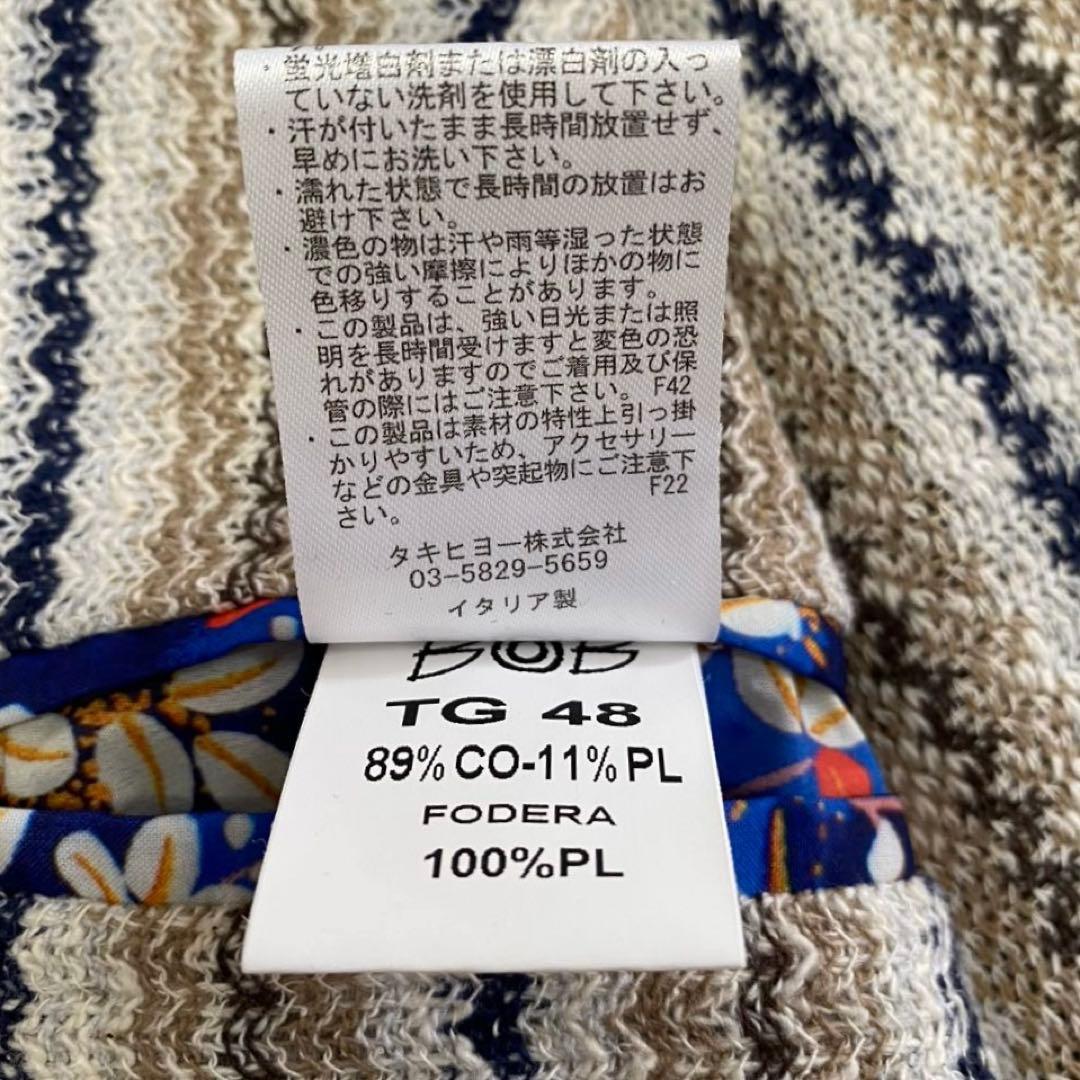 ・蛍光増白剤または漂白剤の入っ
ていない洗剤を使用して下さい。
・汗が付いたまま長時間放置せず、
早めにお洗い下さい。
・濡れた状態で長時間の放置はお
避け下さい。
・濃色の物は汗や雨等湿った状態
での強い摩擦によりほかの物に
色移りすることがあります。
・この製品は、強い日光または照
明を長時間受けますと変色の恐
れがありますのでご着用及び保
管の際にはご注意下さい。 F42
・この製品は素材の特性上引っ掛
かりやすいため、アクセサリー
などの金具や突起物にご注意下
さい。 F22
タキヒヨー株式会社
03-5829-5659
イタリア製
BOB
TG 48
89% CO-11% PL
FODERA
100%PL